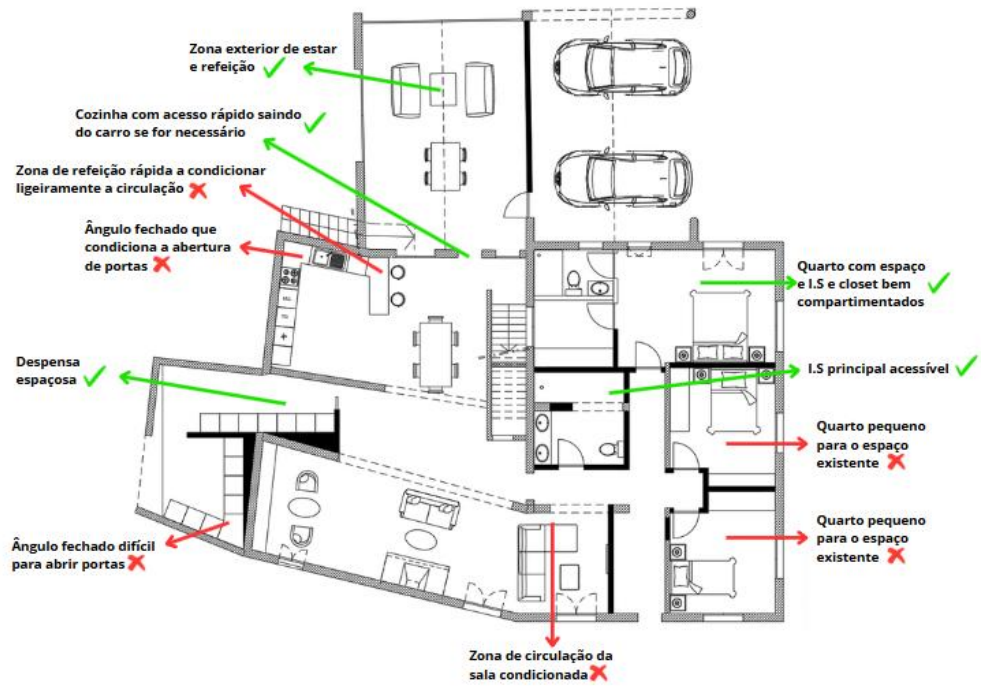 Zona exterior de estar
e refeição
Cozinha com acesso rápido saindo
do carro se for necessário
Zona de refeição rápida a condicionar
ligeiramente a circulação
Ângulo fechado que
condiciona a abertura
de portas
Quarto com espaço
e I.S e closet bem
compartimentados
Despensa
espaçosa
I.S principal acessível
Quarto pequeno
para o espaço
existente
Quarto pequeno
para o espaço
existente
Ângulo fechado difícil
para abrir portas
Zona de circulação da
sala condicionada